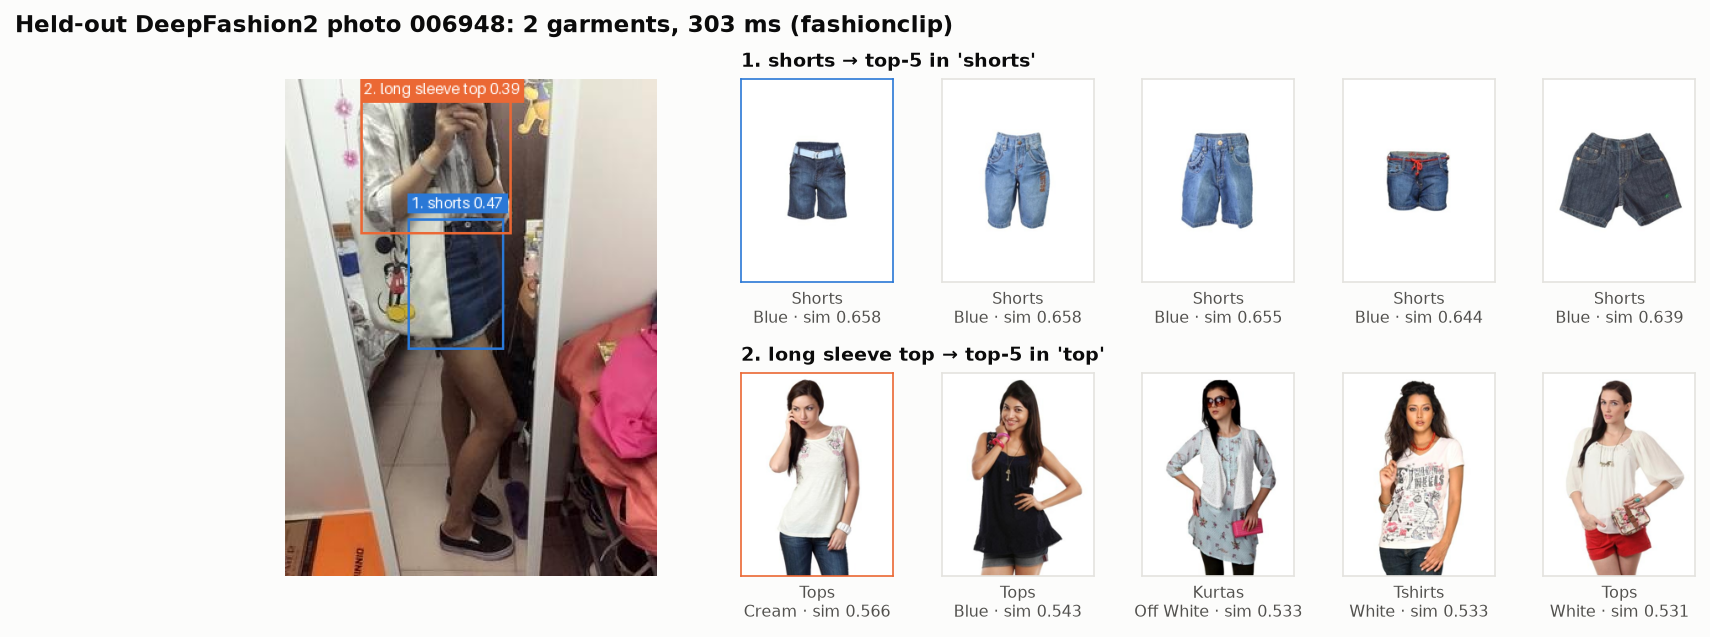 Held-out DeepFashion2 photo 006948: 2 garments, 303 ms (fashionclip)
2. long sleeve top 0.39
1. shorts 0.47
1. shorts → top-5 in 'shorts'
Shorts
Blue · sim 0.658
Shorts
Blue · sim 0.658
Shorts
Blue · sim 0.655
Shorts
Blue · sim 0.644
Shorts
Blue · sim 0.639
2. long sleeve top → top-5 in 'top'
Tops
Cream · sim 0.566
Tops
Blue · sim 0.543
Kurtas
Off White · sim 0.533
Tshirts
White · sim 0.533
Tops
White · sim 0.531